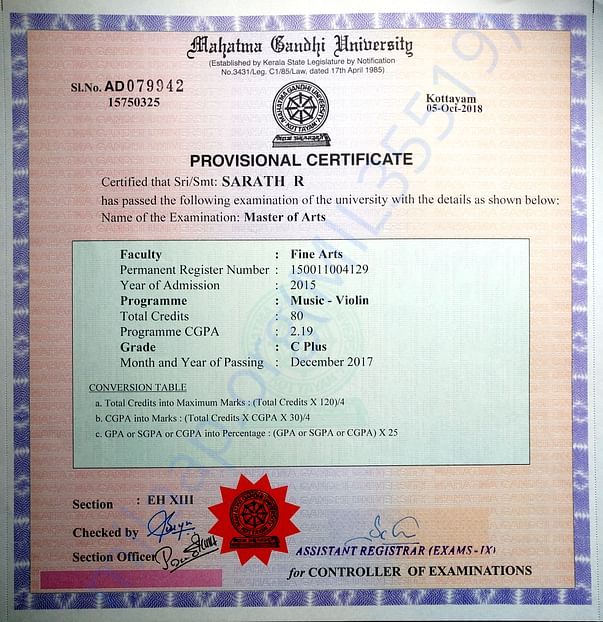 Mahatma Gandhi University
(Established by Kerala State Legislature by Notification
No.3431/Leg. C1/85/Law, dated 17th April 1985)
Sl.No. AD079942
15750325
MAHATMA GANDHI UNIVERSITY
KOTTAYAM
Kottayam
05-Oct-2018
PROVISIONAL CERTIFICATE
Certified that Sri/Smt: SARATH R
has passed the following examination of the university with the details as shown below:
Name of the Examination: Master of Arts
Faculty : Fine Arts
Permanent Register Number : 150011004129
Year of Admission : 2015
Programme : Music - Violin
Total Credits : 80
Programme CGPA : 2.19
Grade : C Plus
Month and Year of Passing : December 2017
CONVERSION TABLE
a. Total Credits into Maximum Marks : (Total Credits X 120)/4
b. CGPA into Marks : (Total Credits X CGPA X 30)/4
c. GPA or SGPA or CGPA into Percentage : (GPA or SGPA or CGPA) X 25
Section : EH XIII
Checked by
Section Officer
ASSISTANT REGISTRAR (EXAMS-IX)
for CONTROLLER OF EXAMINATIONS